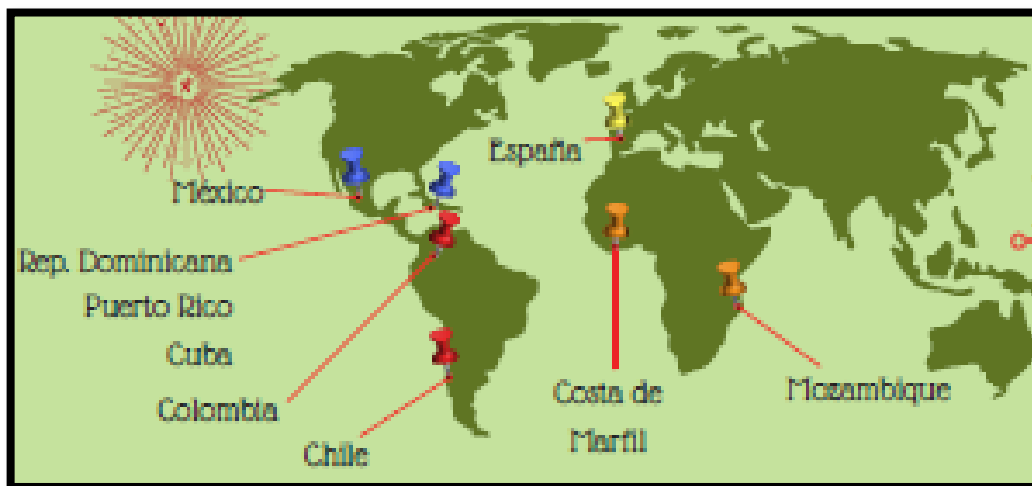 España
México
Rep. Dominicana
Puerto Rico
Cuba
Colombia
Chile
Costa de
Marfil
Mozambique